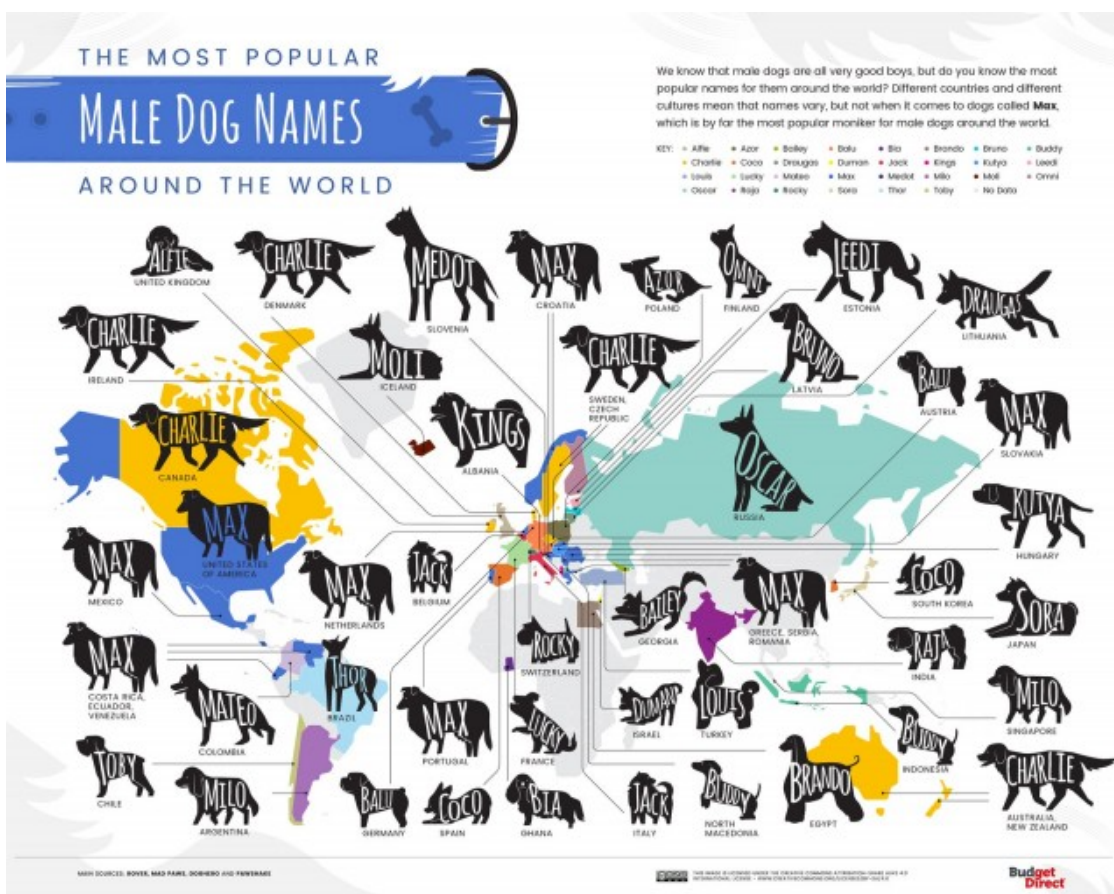 THE MOST POPULAR
MALE DOG NAMES
AROUND THE WORLD
We know that male dogs are all very good boys, but do you know the most
popular names for them around the world? Different countries and different
cultures mean that names vary, but not when it comes to dogs called Max,
which is by far the most popular moniker for male dogs around the world.
KEY: Alfie Azor Bailey Balu Bia Brando Bruno Buddy
Charlie Coco Draugas Duman Jack Kings Kutya Leedi
Louis Lucky Mateo Max Medot Milo Moli Omni
Oscar Raja Rocky Sora Thor Toby No Data
ALFIE
UNITED KINGDOM
CHARLIE
DENMARK
MEDOT
SLOVENIA
MAX
CROATIA
AZOR
POLAND
OMNI
FINLAND
LEEDI
ESTONIA
DRAUGAS
LITHUANIA
CHARLIE
IRELAND
MOLI
ICELAND
CHARLIE
SWEDEN,
CZECH
REPUBLIC
BRUNO
LATVIA
BALU
AUSTRIA
MAX
SLOVAKIA
CHARLIE
CANADA
KINGS
ALBANIA
OSCAR
RUSSIA
KUTYA
HUNGARY
MAX
UNITED STATES
OF AMERICA
MAX
MEXICO
MAX
NETHERLANDS
JACK
BELGIUM
BAILEY
GEORGIA
MAX
GREECE, SERBIA,
ROMANIA
COCO
SOUTH KOREA
SORA
JAPAN
MAX
COSTA RICA,
ECUADOR,
VENEZUELA
MATEO
COLOMBIA
THOR
BRAZIL
ROCKY
SWITZERLAND
RAJA
INDIA
MAX
PORTUGAL
LUCKY
FRANCE
DUMAN
ISRAEL
LOUIS
TURKEY
MILO
SINGAPORE
BUDDY
INDONESIA
TOBY
CHILE
MILO
ARGENTINA
BALU
GERMANY
COCO
SPAIN
BIA
GHANA
JACK
ITALY
BUDDY
NORTH
MACEDONIA
BRANDO
EGYPT
CHARLIE
AUSTRALIA,
NEW ZEALAND
MAIN SOURCES: ROVER, MAD PAWS, DOGHERO AND PAWSHAKE
Budget
Direct